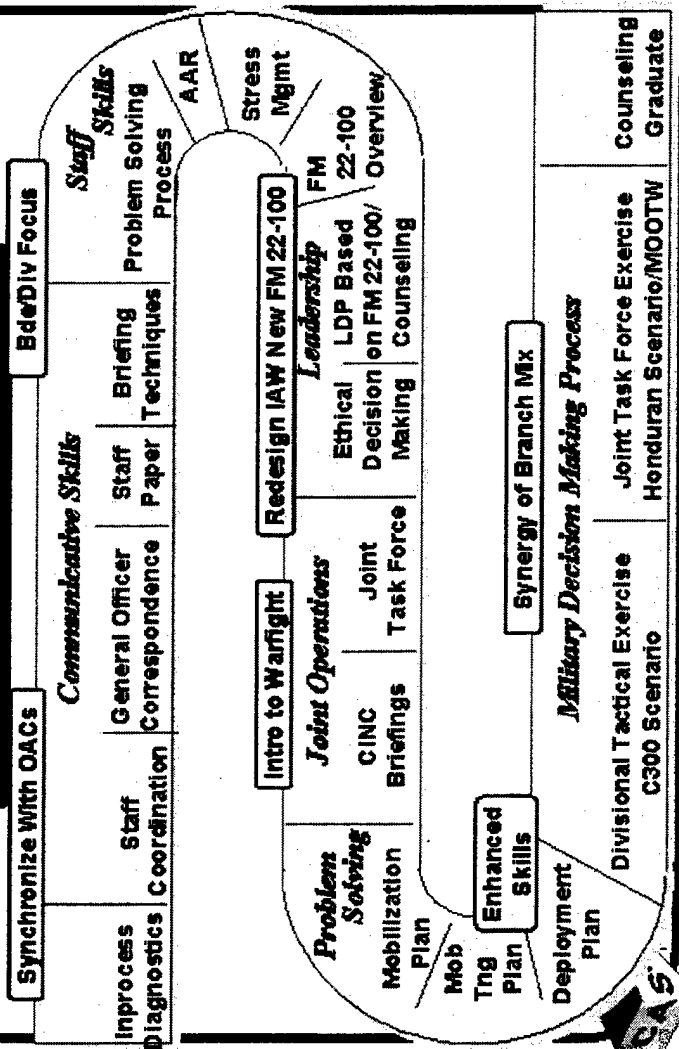 Synchronize With OACs
Bde/Div Focus
Communicative Skills
Staff
Skills
Inprocess
Diagnostics
Staff
Coordination
General Officer
Correspondence
Staff
Paper
Briefing
Techniques
Problem Solving
Process
AAR
Stress
Mgmt
FM
22-100
Overview
Redesign IAW New FM 22-100
Leadership
LDP Based
on FM 22-100/
Counseling
Ethical
Decision
Making
Intro to Warfight
Joint Operations
Joint
Task Force
CINC
Briefings
Problem
Solving
Mobilization
Plan
Mob
Tng
Plan
Enhanced
Skills
Deployment
Plan
Synergy of Branch Mix
Military Decision Making Process
Divisional Tactical Exercise
C300 Scenario
Joint Task Force Exercise
Honduran Scenario/MOOTW
Counseling
Graduate
CAS